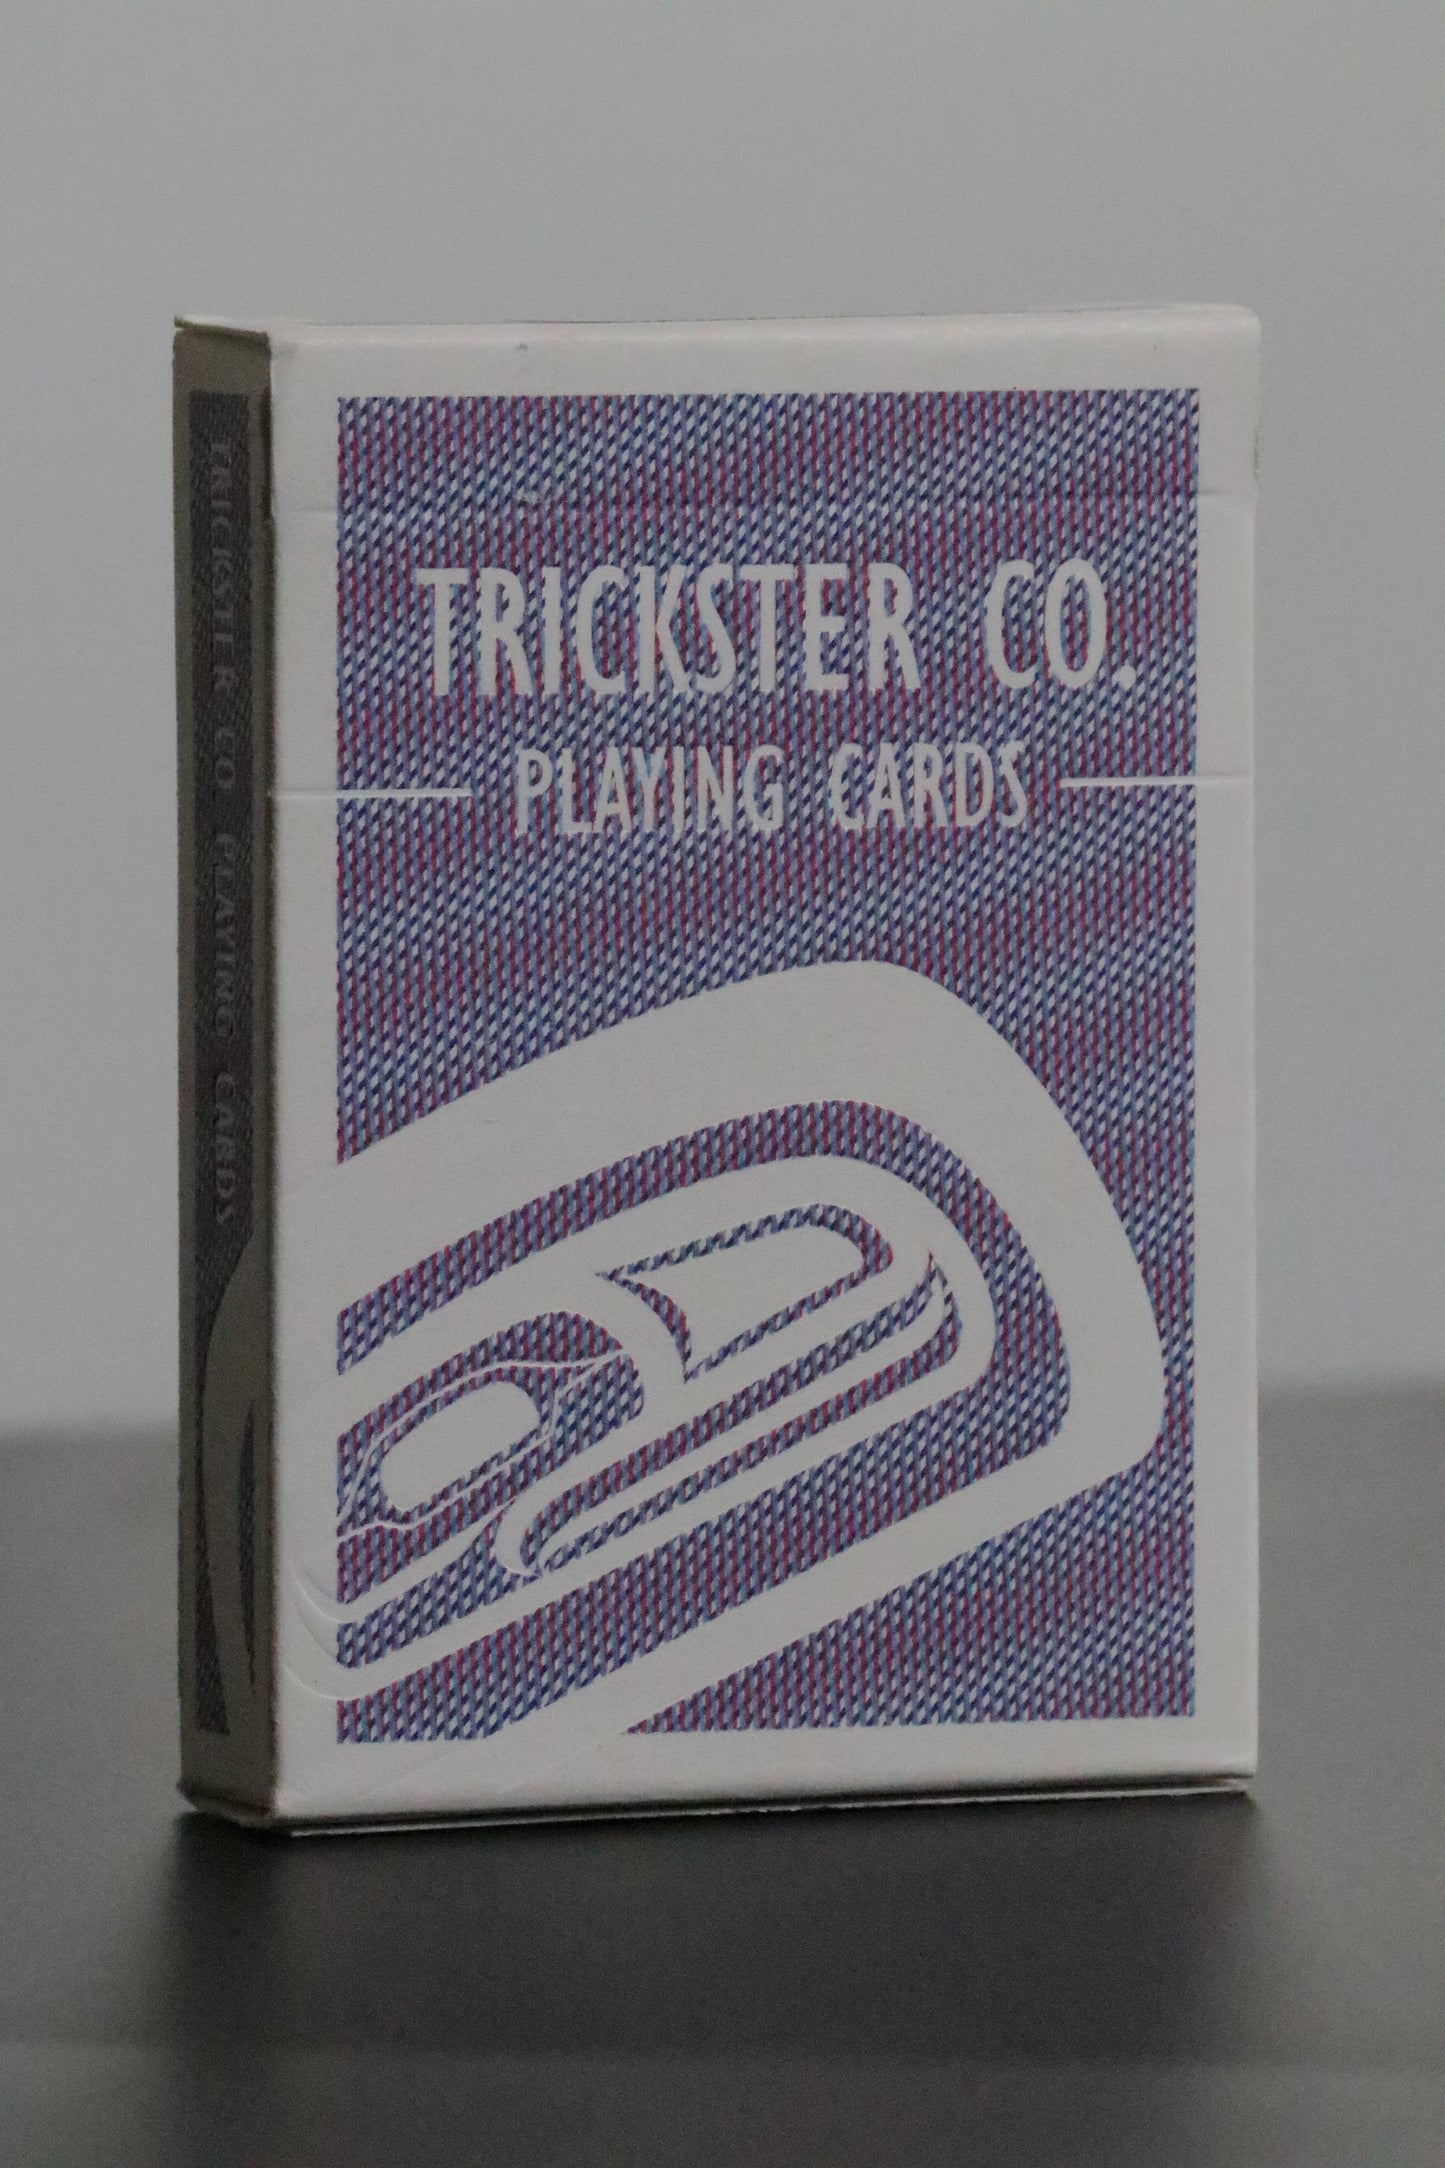 TRICKSTER CO.
PLAYING CARDS
TRICKSTER CO. PLAYING CARDS